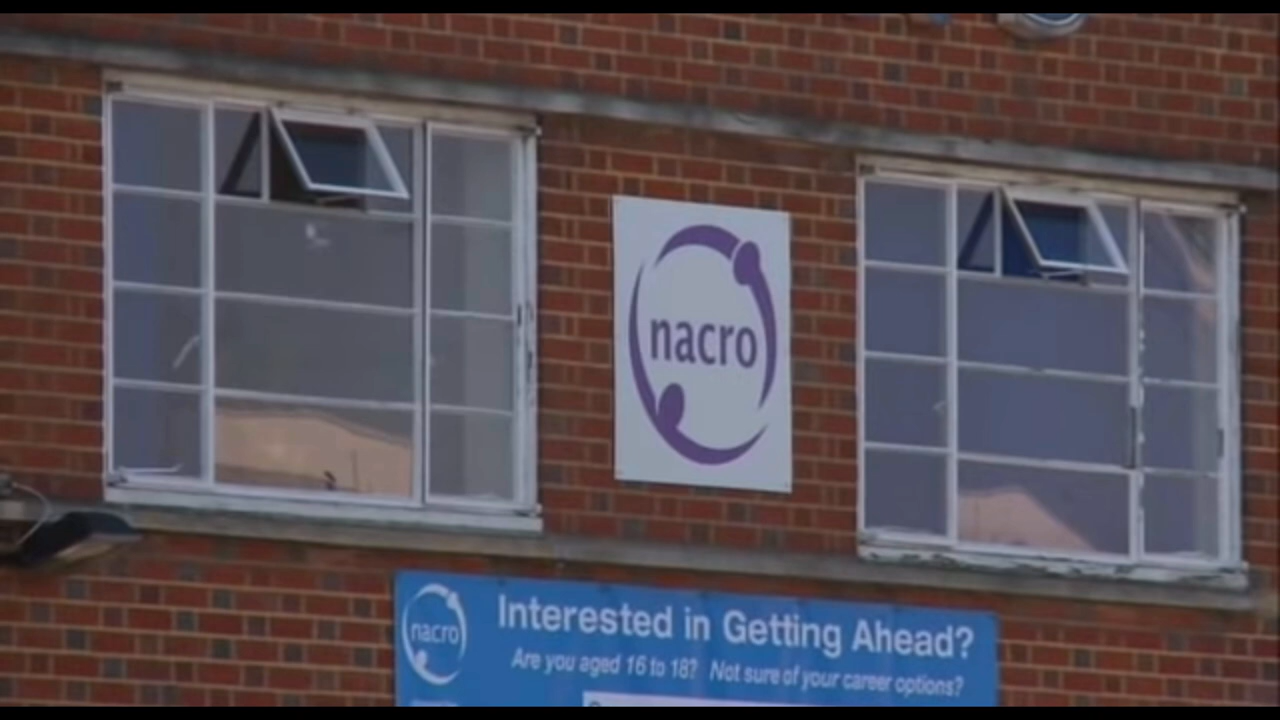 nacro
nacro
Interested in Getting Ahead?
Are you aged 16 to 18? Not sure of your career options?